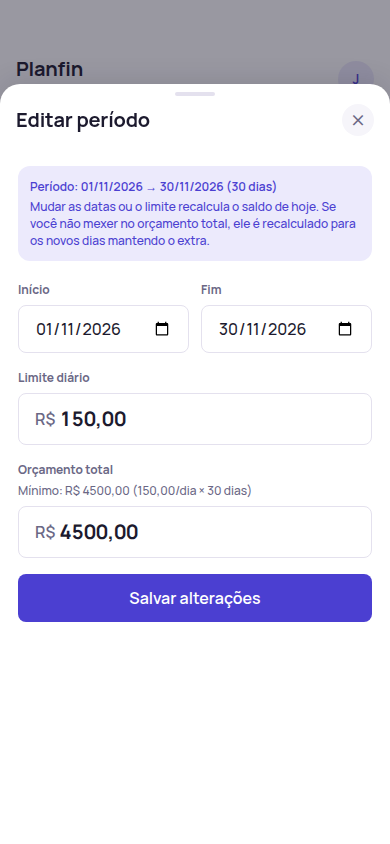 Planfin
J
Editar período
Período: 01/11/2026 → 30/11/2026 (30 dias)
Mudar as datas ou o limite recalcula o saldo de hoje. Se
você não mexer no orçamento total, ele é recalculado para
os novos dias mantendo o extra.
Início
Fim
01/11/2026
30/11/2026
Limite diário
R$ 150,00
Orçamento total
Mínimo: R$ 4500,00 (150,00/dia × 30 dias)
R$ 4500,00
Salvar alterações